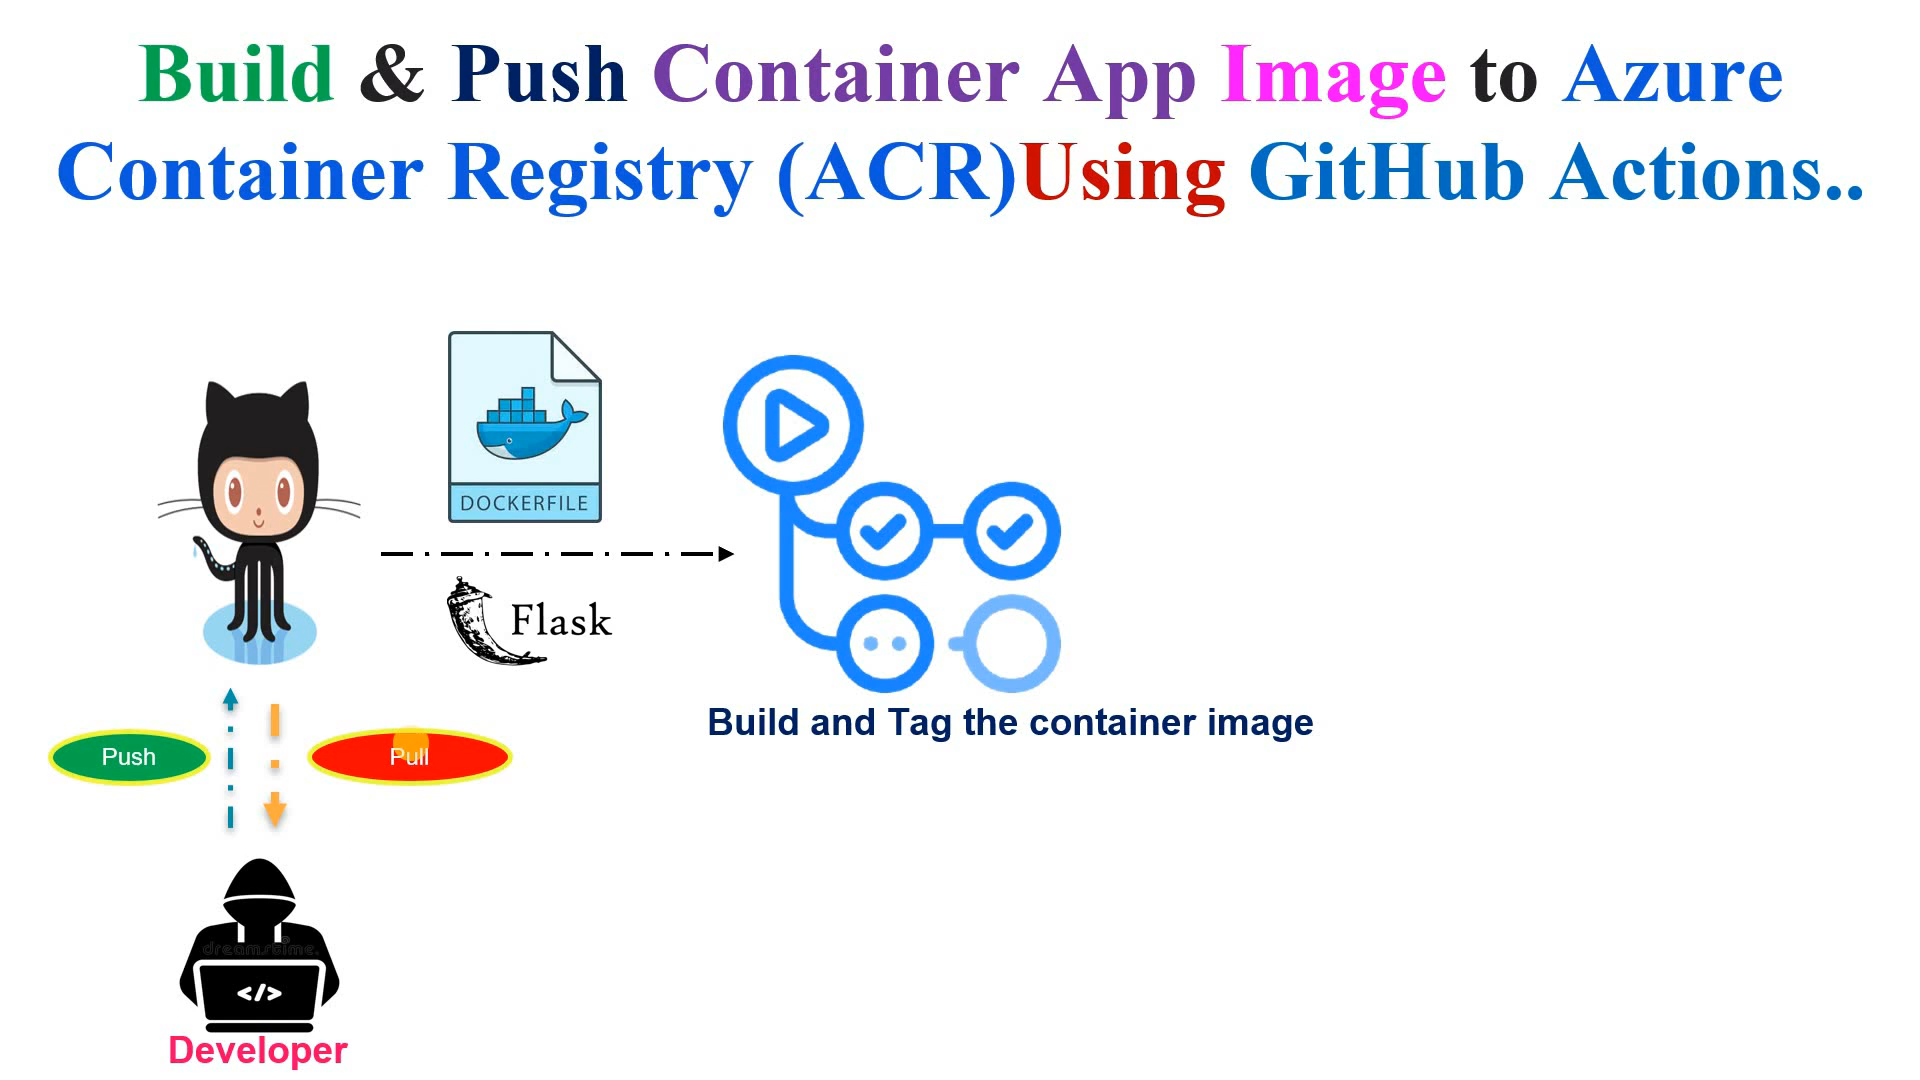 Build & Push Container App Image to Azure
Container Registry (ACR)Using GitHub Actions..
DOCKERFILE
Flask
Build and Tag the container image
Push
Pull
dreamstime.
</>
Developer